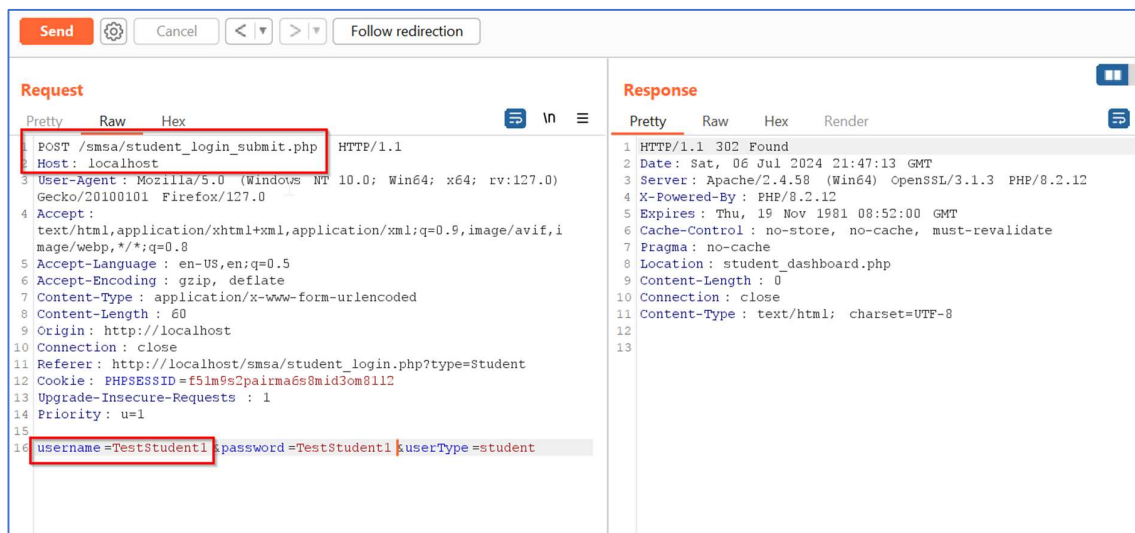 Send Cancel < > Follow redirection
Request
Pretty Raw Hex \n
1 POST /smsa/student_login_submit.php HTTP/1.1
2 Host: localhost
3 User-Agent: Mozilla/5.0 (Windows NT 10.0; Win64; x64; rv:127.0)
Gecko/20100101 Firefox/127.0
4 Accept:
text/html,application/xhtml+xml,application/xml;q=0.9,image/avif,i
mage/webp,*/*;q=0.8
5 Accept-Language: en-US,en;q=0.5
6 Accept-Encoding: gzip, deflate
7 Content-Type: application/x-www-form-urlencoded
8 Content-Length: 60
9 Origin: http://localhost
10 Connection: close
11 Referer: http://localhost/smsa/student_login.php?type=Student
12 Cookie: PHPSESSID=f51m9s2pairma6s8mid3om8112
13 Upgrade-Insecure-Requests: 1
14 Priority: u=1
15
16 username=TestStudent1&password=TestStudent1&userType=student
Response
Pretty Raw Hex Render
1 HTTP/1.1 302 Found
2 Date: Sat, 06 Jul 2024 21:47:13 GMT
3 Server: Apache/2.4.58 (Win64) OpenSSL/3.1.3 PHP/8.2.12
4 X-Powered-By: PHP/8.2.12
5 Expires: Thu, 19 Nov 1981 08:52:00 GMT
6 Cache-Control: no-store, no-cache, must-revalidate
7 Pragma: no-cache
8 Location: student_dashboard.php
9 Content-Length: 0
10 Connection: close
11 Content-Type: text/html; charset=UTF-8
12
13